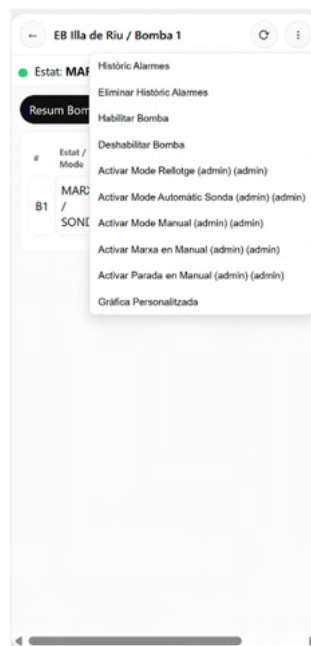 EB Illa de Riu / Bomba 1
Estat: MAR
Històric Alarmes
Eliminar Històric Alarmes
Resum Bom
Habilitar Bomba
Deshabilitar Bomba
# Estat / Mode
Activar Mode Rellotge (admin) (admin)
B1 MARX / SOND
Activar Mode Automàtic Sonda (admin) (admin)
Activar Mode Manual (admin) (admin)
Activar Marxa en Manual (admin) (admin)
Activar Parada en Manual (admin) (admin)
Gràfica Personalitzada